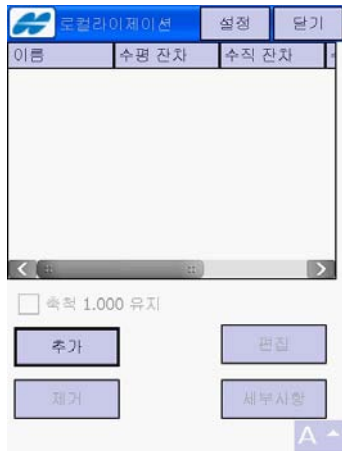 로컬라이제이션 설정 닫기
이름 수평 잔차 수직 잔차
축척 1.000 유지
추가 편집
제거 세부사항
A